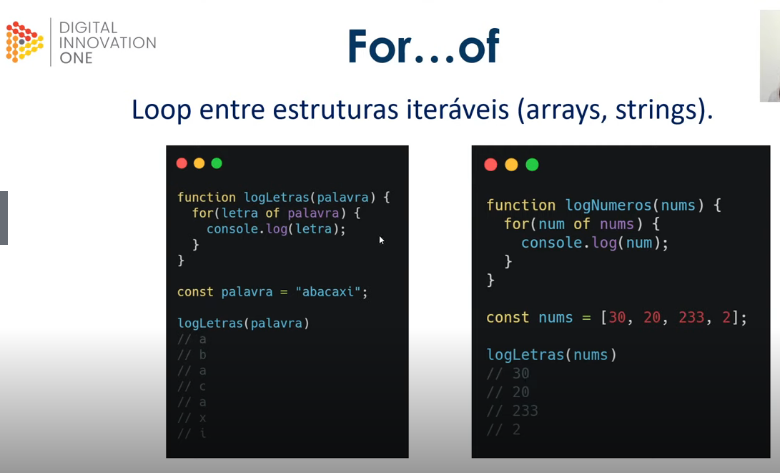 DIGITAL
INNOVATION
ONE
For...of
Loop entre estruturas iteráveis (arrays, strings).
function logLetras(palavra) {
for(letra of palavra) {
console.log(letra);
}
}
const palavra = "abacaxi";
logLetras(palavra)
// a
// b
// a
// c
// a
// x
// i
function logNumeros(nums) {
for(num of nums) {
console.log(num);
}
}
const nums = [30, 20, 233, 2];
logLetras(nums)
// 30
// 20
// 233
// 2